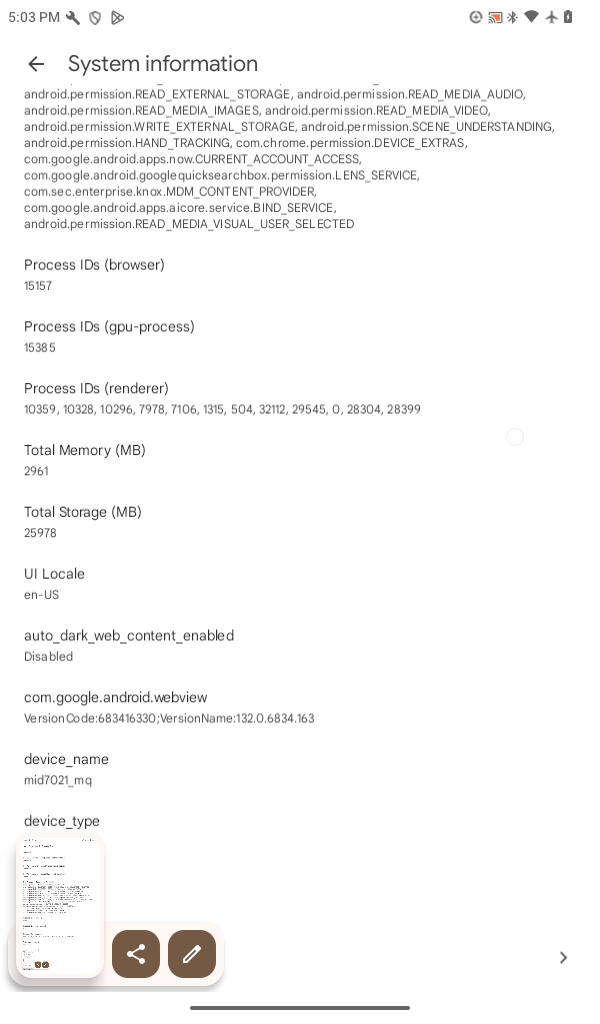 5:03 PM
System information
android.permission.READ_EXTERNAL_STORAGE, android.permission.READ_MEDIA_AUDIO,
android.permission.READ_MEDIA_IMAGES, android.permission.READ_MEDIA_VIDEO,
android.permission.WRITE_EXTERNAL_STORAGE, android.permission.SCENE_UNDERSTANDING,
android.permission.HAND_TRACKING, com.chrome.permission.DEVICE_EXTRAS,
com.google.android.apps.now.CURRENT_ACCOUNT_ACCESS,
com.google.android.googlequicksearchbox.permission.LENS_SERVICE,
com.sec.enterprise.knox.MDM_CONTENT_PROVIDER,
com.google.android.apps.aicore.service.BIND_SERVICE,
android.permission.READ_MEDIA_VISUAL_USER_SELECTED
Process IDs (browser)
15157
Process IDs (gpu-process)
15385
Process IDs (renderer)
10359, 10328, 10296, 7978, 7106, 1315, 504, 32112, 29545, 0, 28304, 28399
Total Memory (MB)
2961
Total Storage (MB)
25978
UI Locale
en-US
auto_dark_web_content_enabled
Disabled
com.google.android.webview
VersionCode:683416330;VersionName:132.0.6834.163
device_name
mid7021_mq
device_type